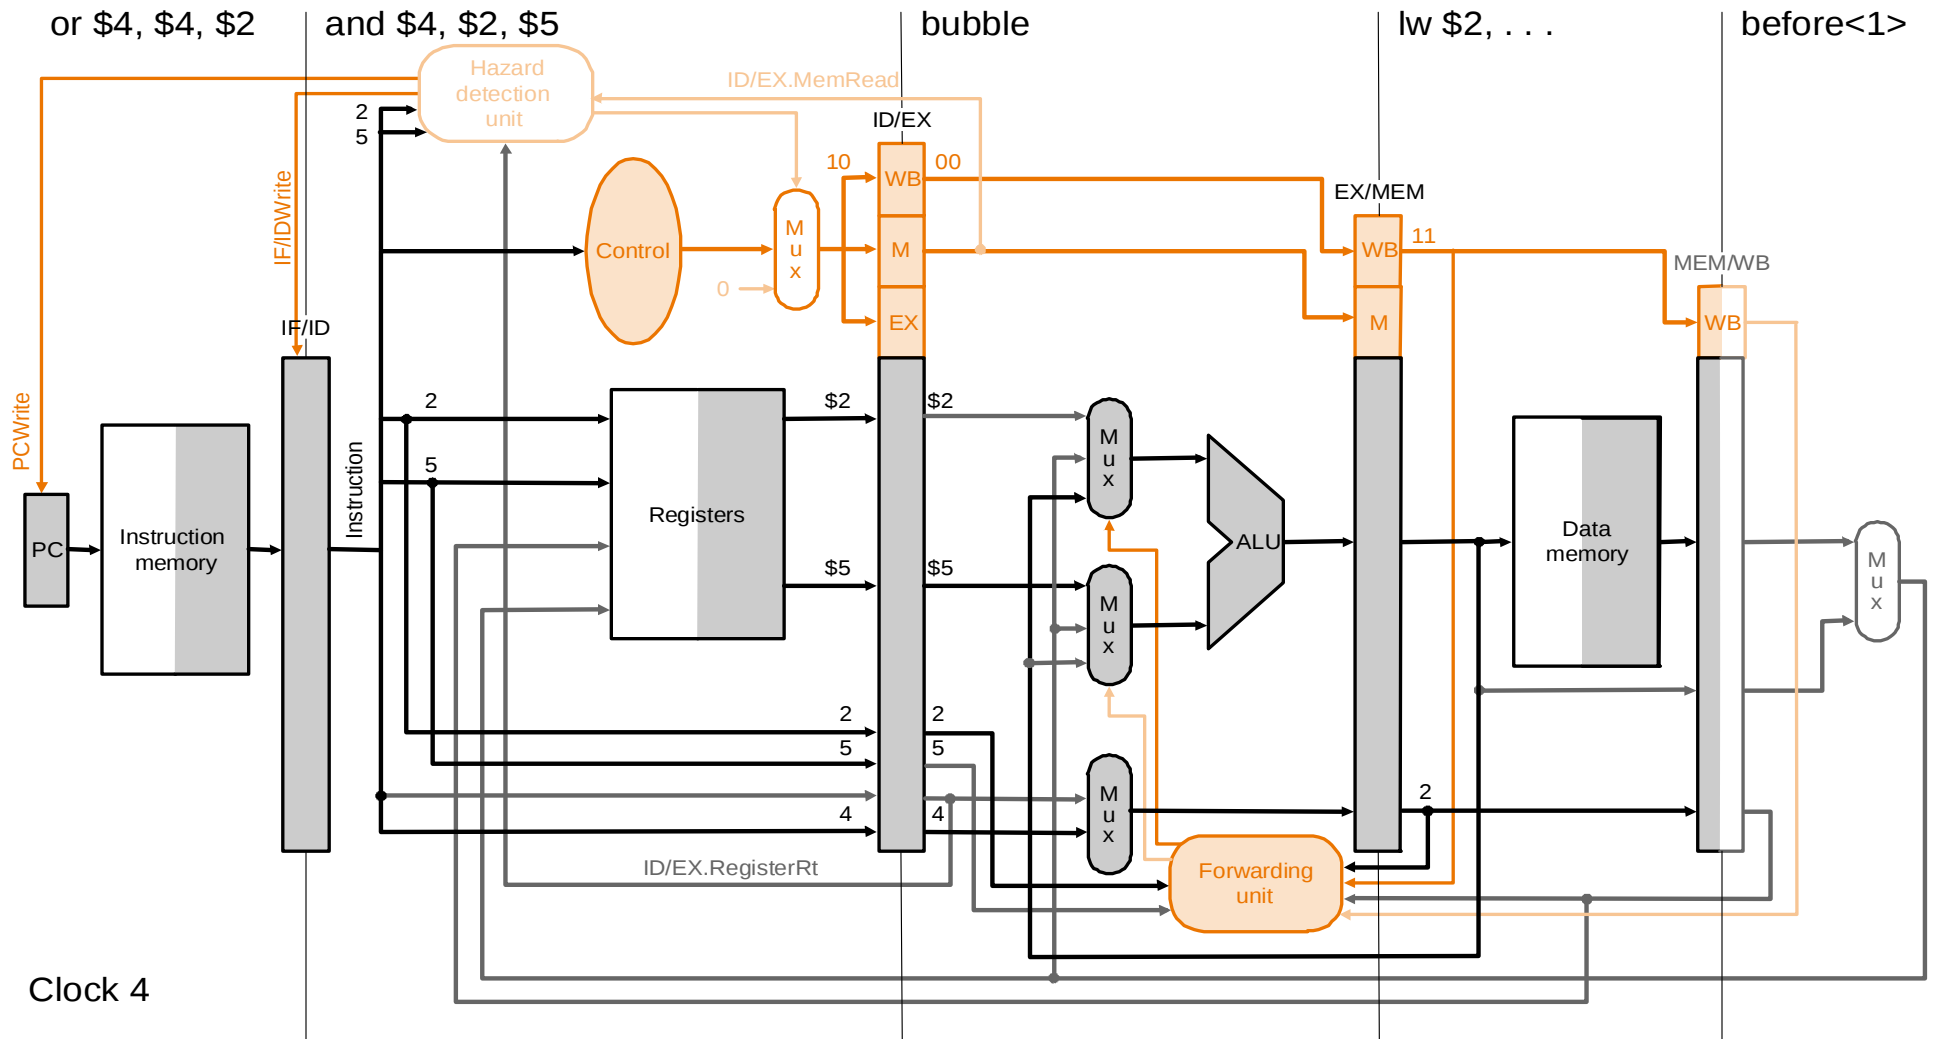 or $4, $4, $2
and $4, $2, $5
bubble
lw $2, . . .
before<1>
Hazard
detection
unit
ID/EX.MemRead
2
5
ID/EX
10
WB
00
EX/MEM
IF/IDWrite
Control
M
u
x
M
WB
11
MEM/WB
0
IF/ID
EX
M
WB
PCWrite
Instruction
2
$2
$2
M
u
x
5
Registers
PC
Instruction
memory
ALU
Data
memory
M
u
x
$5
$5
M
u
x
2
2
5
5
4
4
M
u
x
2
ID/EX.RegisterRt
Forwarding
unit
Clock 4